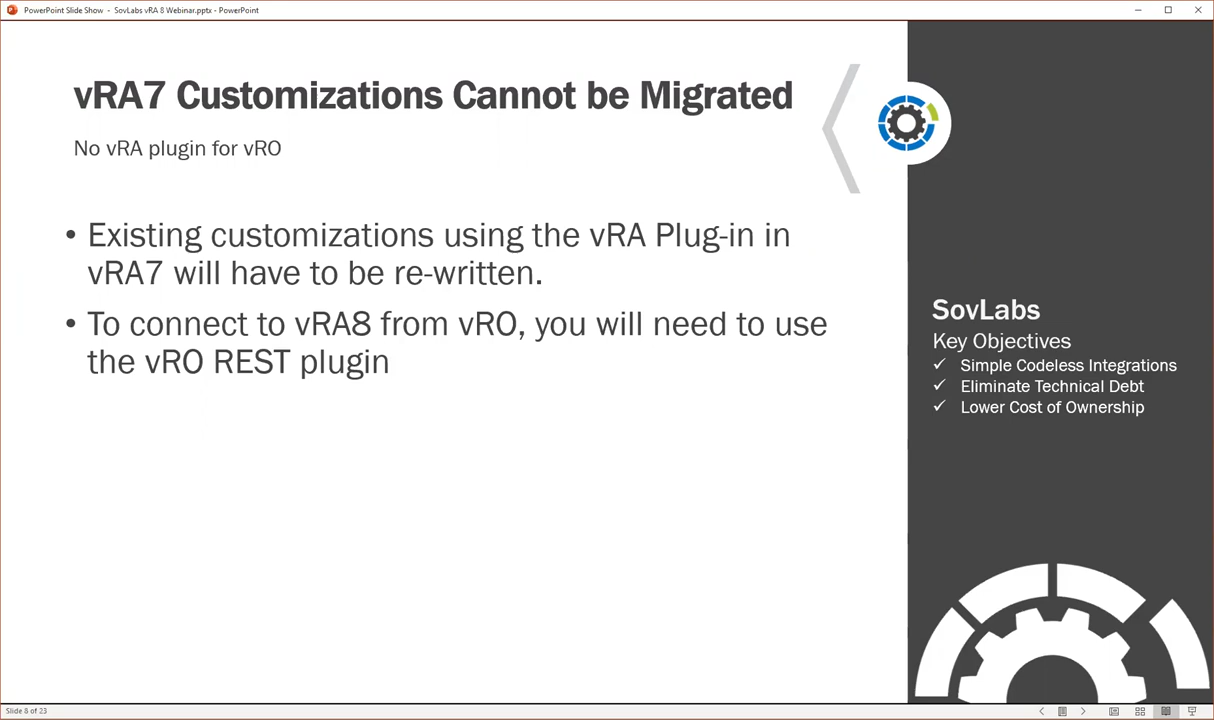 PowerPoint Slide Show - SovLabs vRA 8 Webinar.pptx - PowerPoint
vRA7 Customizations Cannot be Migrated
No vRA plugin for vRO
• Existing customizations using the vRA Plug-in in
vRA7 will have to be re-written.
• To connect to vRA8 from vRO, you will need to use
the vRO REST plugin
SovLabs
Key Objectives
✓ Simple Codeless Integrations
✓ Eliminate Technical Debt
✓ Lower Cost of Ownership
Slide 8 of 23